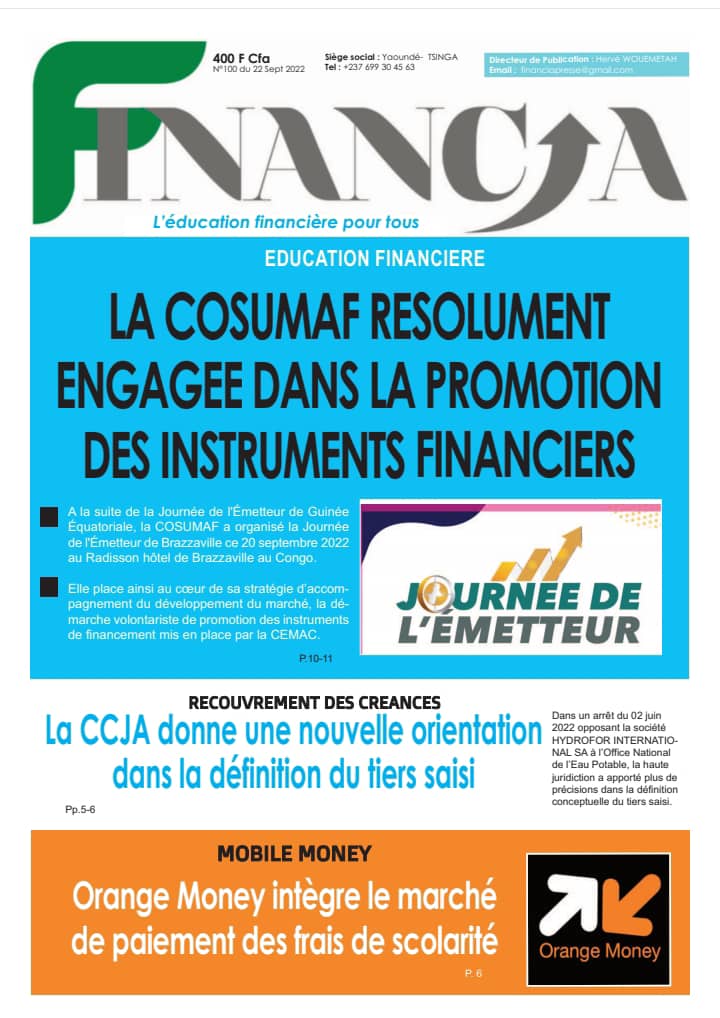 400 F Cfa
N°100 du 22 Sept 2022
Siège social : Yaoundé- TSINGA
Tel : +237 699 30 45 63
Directeur de Publication : Hervé WOUEMETAH
Email : financiapresse@gmail.com
FINANCIA
L'éducation financière pour tous
EDUCATION FINANCIERE
LA COSUMAF RESOLUMENT
ENGAGEE DANS LA PROMOTION
DES INSTRUMENTS FINANCIERS
A la suite de la Journée de l'Émetteur de Guinée
Équatoriale, la COSUMAF a organisé la Journée
de l'Émetteur de Brazzaville ce 20 septembre 2022
au Radisson hôtel de Brazzaville au Congo.
Elle place ainsi au cœur de sa stratégie d'accom-
pagnement du développement du marché, la dé-
marche volontariste de promotion des instruments
de financement mis en place par la CEMAC.
P.10-11
JOURNÉE DE
L'ÉMETTEUR
RECOUVREMENT DES CREANCES
La CCJA donne une nouvelle orientation
dans la définition du tiers saisi
Pp.5-6
Dans un arrêt du 02 juin
2022 opposant la société
HYDROFOR INTERNATIO-
NAL SA à l'Office National
de l'Eau Potable, la haute
juridiction a apporté plus de
précisions dans la définition
conceptuelle du tiers saisi.
MOBILE MONEY
Orange Money intègre le marché
de paiement des frais de scolarité
P. 6
Orange Money